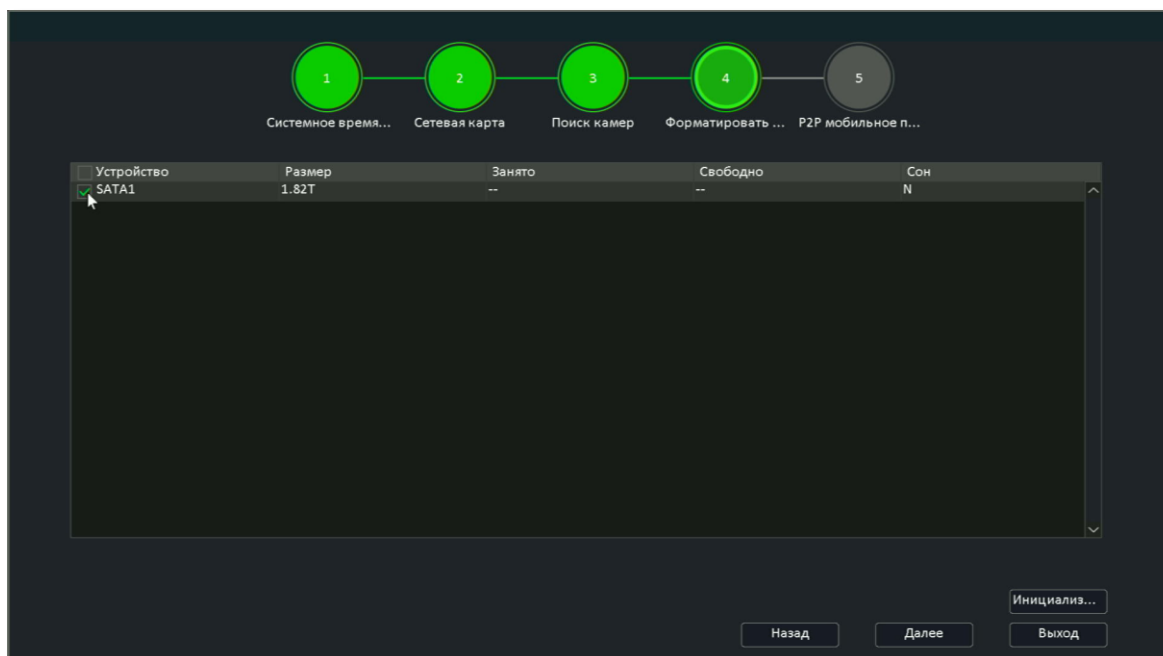 1 2 3 4 5
Системное время... Сетевая карта Поиск камер Форматировать ... P2P мобильное п...
Устройство Размер Занято Свободно Сон
SATA1 1.82T -- -- N
Инициализ...
Назад Далее Выход